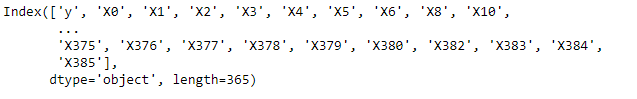 Index(['y', 'X0', 'X1', 'X2', 'X3', 'X4', 'X5', 'X6', 'X8', 'X10',
...
'X375', 'X376', 'X377', 'X378', 'X379', 'X380', 'X382', 'X383', 'X384',
'X385'],
dtype='object', length=365)